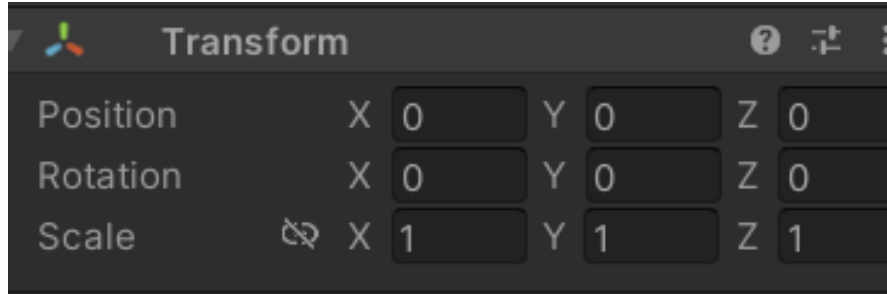 Transform
Position X 0 Y 0 Z 0
Rotation X 0 Y 0 Z 0
Scale X 1 Y 1 Z 1